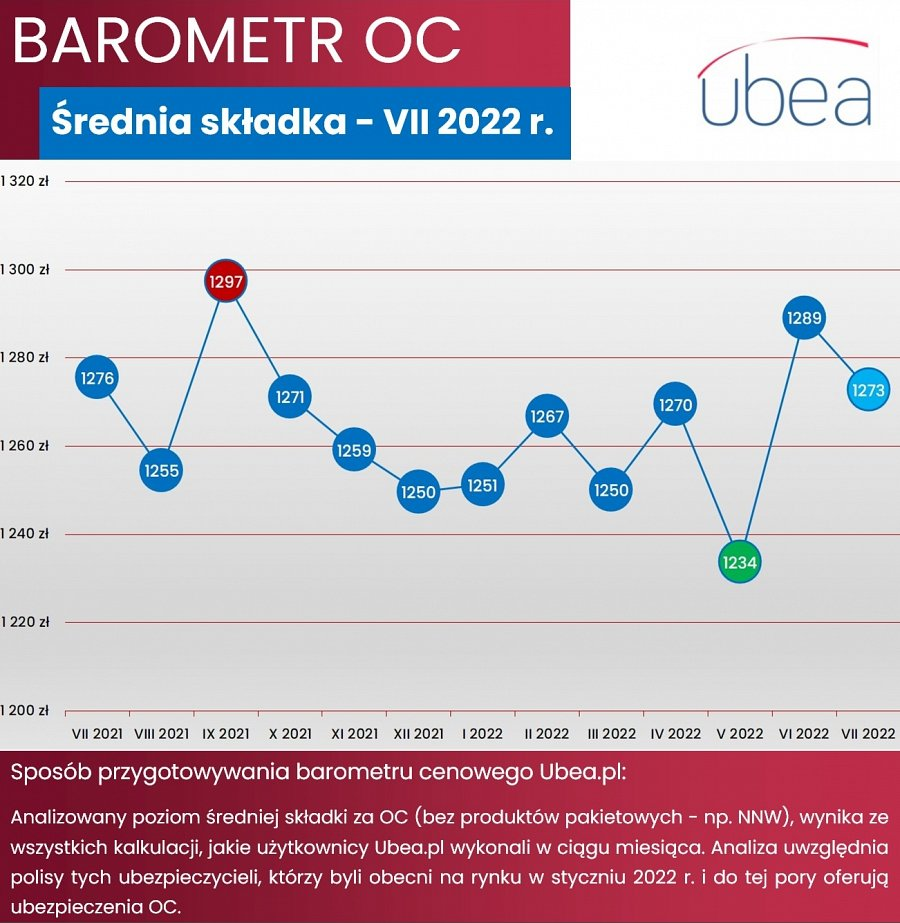 BAROMETR OC
Średnia składka - VII 2022 r.
ubea
1 320 zł
1 300 zł
1 280 zł
1 260 zł
1 240 zł
1 220 zł
1 200 zł
1276
1255
1297
1271
1259
1250
1251
1267
1250
1270
1234
1289
1273
VII 2021 VIII 2021 IX 2021 X 2021 XI 2021 XII 2021 I 2022 II 2022 III 2022 IV 2022 V 2022 VI 2022 VII 2022
Sposób przygotowywania barometru cenowego Ubea.pl:
Analizowany poziom średniej składki za OC (bez produktów pakietowych - np. NNW), wynika ze
wszystkich kalkulacji, jakie użytkownicy Ubea.pl wykonali w ciągu miesiąca. Analiza uwzględnia
polisy tych ubezpieczycieli, którzy byli obecni na rynku w styczniu 2022 r. i do tej pory oferują
ubezpieczenia OC.